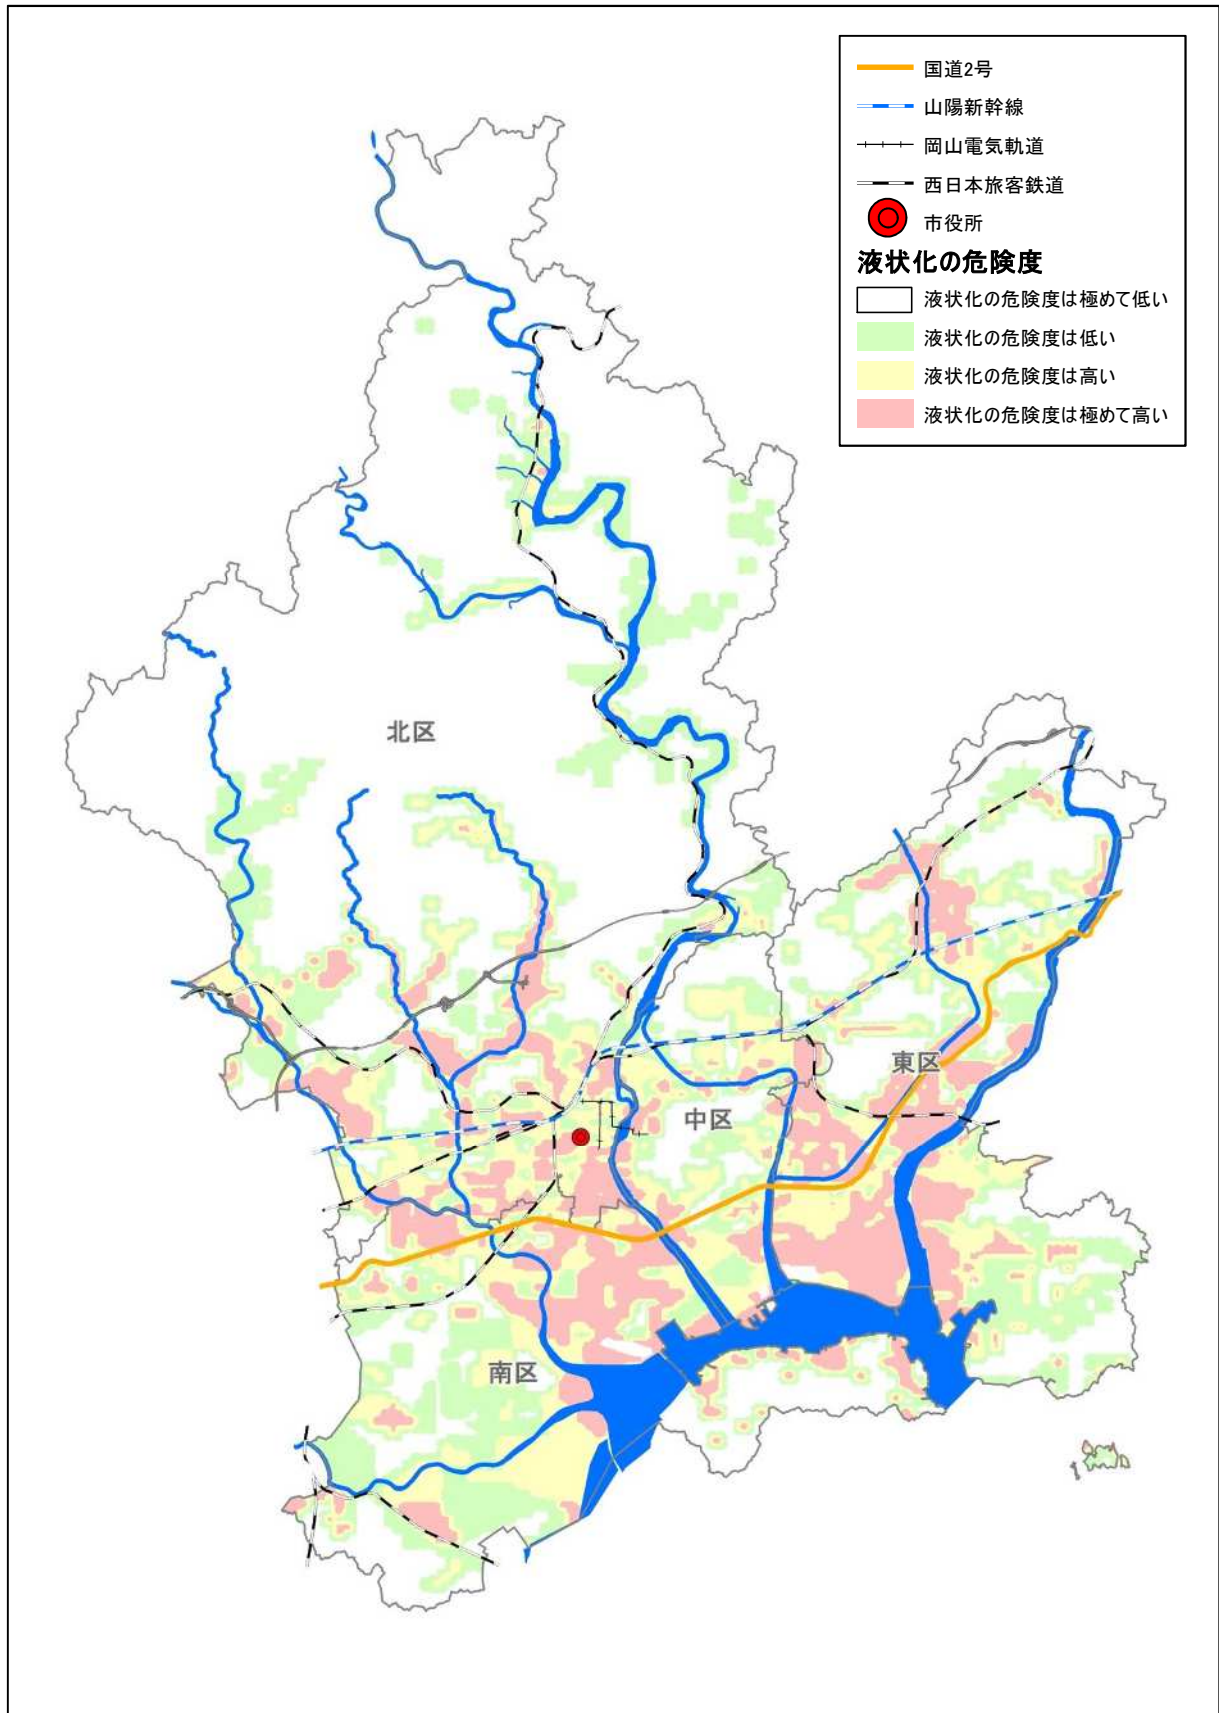 国道2号
山陽新幹線
岡山電気軌道
西日本旅客鉄道
市役所
液状化の危険度
液状化の危険度は極めて低い
液状化の危険度は低い
液状化の危険度は高い
液状化の危険度は極めて高い
北区
東区
中区
南区